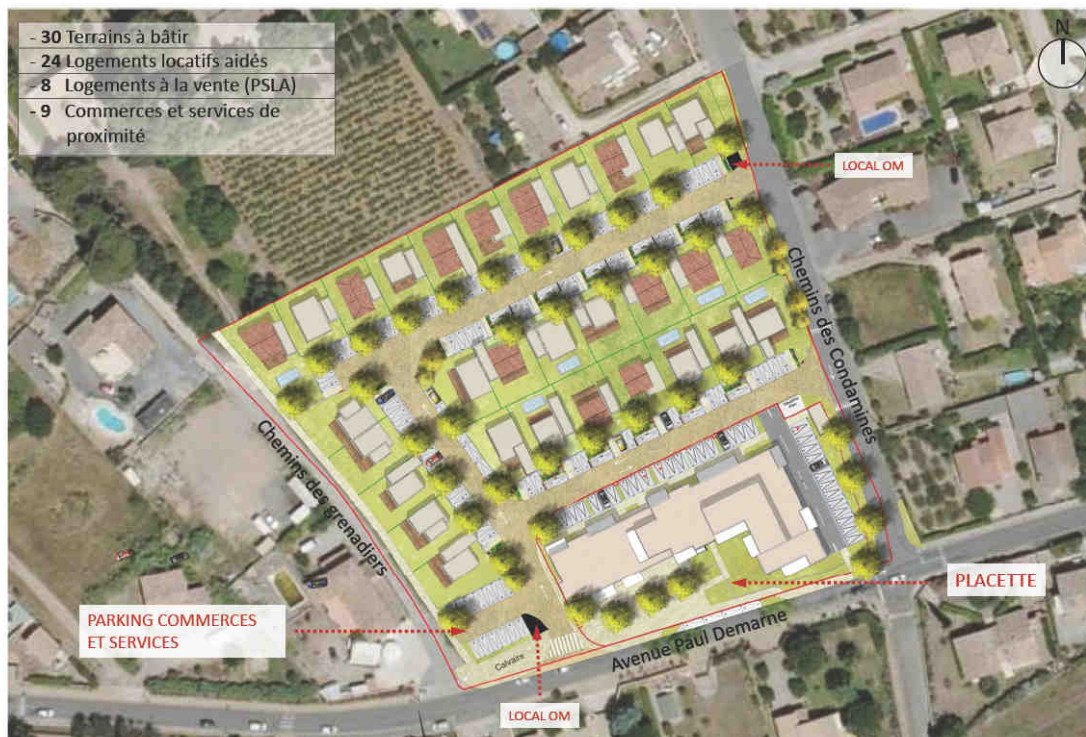 - 30 Terrains à bâtir
- 24 Logements locatifs aidés
- 8 Logements à la vente (PSLA)
- 9 Commerces et services de
proximité
N
LOCAL OM
Chemins des Condamines
Chemins des grenadiers
PLACETTE
PARKING COMMERCES
ET SERVICES
Avenue Paul Demarne
Calvaire
LOCAL OM